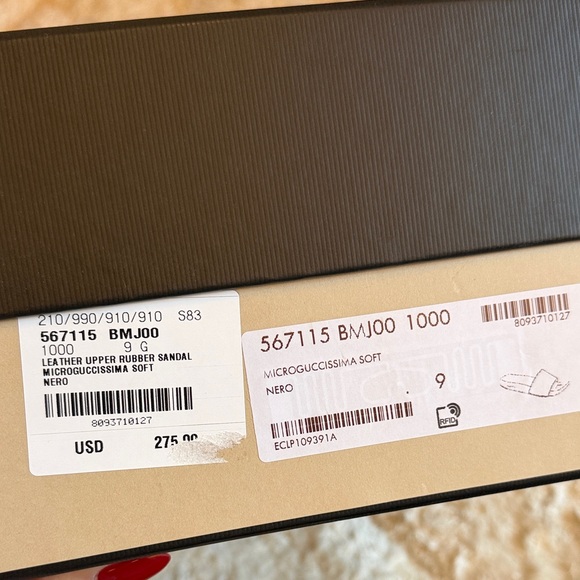 210/990/910/910 S83
567115 BMJ00
1000 9 G
LEATHER UPPER RUBBER SANDAL
MICROGUCCISSIMA SOFT
NERO
8093710127
USD 275.00
567115 BMJ00 1000
8093710127
MICROGUCCISSIMA SOFT
NERO
9
ECLP109391A
RFID